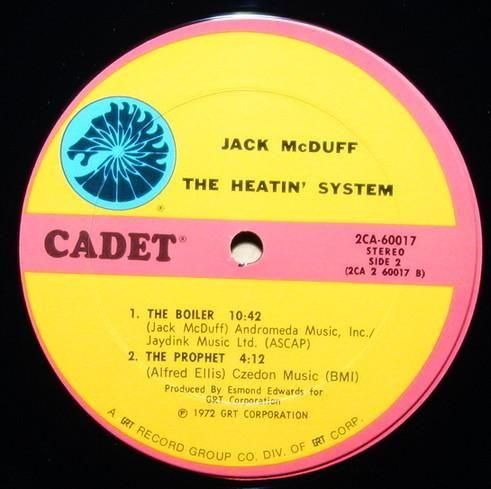 JACK McDUFF
THE HEATIN' SYSTEM
CADET®
2CA-60017
STEREO
SIDE 2
(2CA 2 60017 B)
1. THE BOILER 10:42
(Jack McDuff) Andromeda Music, Inc./
Jaydink Music Ltd. (ASCAP)
2. THE PROPHET 4:12
(Alfred Ellis) Czedon Music (BMI)
Produced By Esmond Edwards for
GRT Corporation
℗ 1972 GRT CORPORATION
A GRT RECORD GROUP CO. DIV. OF GRT CORP.